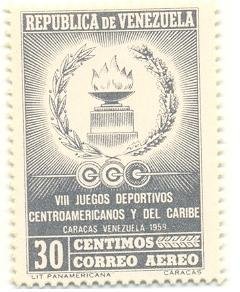 REPUBLICA DE VENEZUELA
VIII JUEGOS DEPORTIVOS
CENTROAMERICANOS Y DEL CARIBE
CARACAS VENEZUELA 1959
30 CENTIMOS
CORREO AEREO
LIT. PANAMERICANA CARACAS